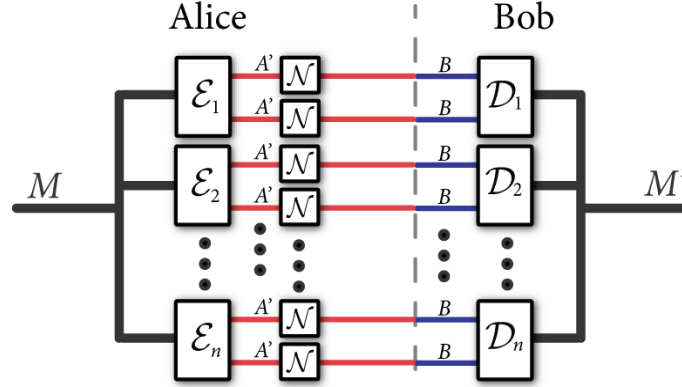 Alice Bob
A' N B
ℰ1 𝒟1
A' N B
A' N B
M ℰ2 𝒟2 M'
A' N B
A' N B
ℰn 𝒟n
A' N B